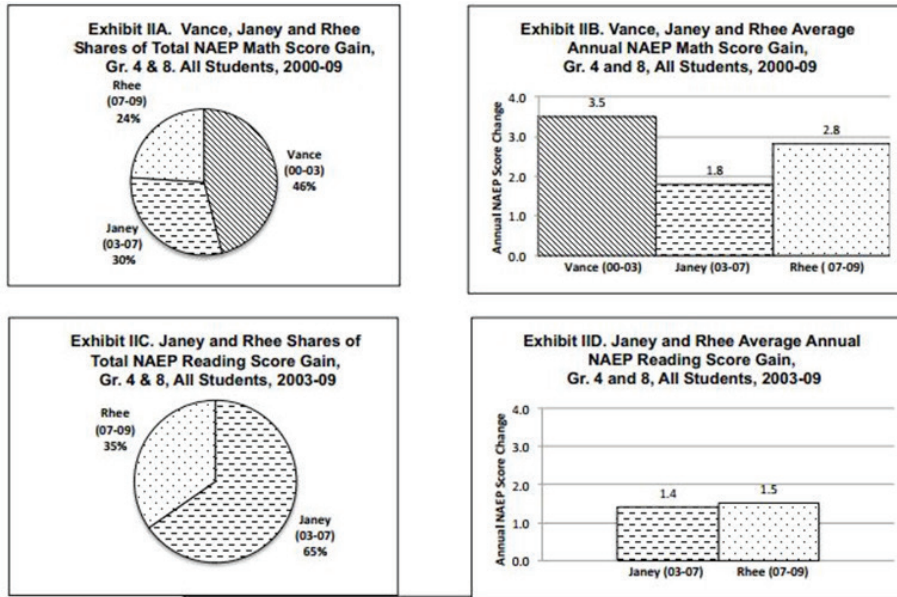 Exhibit IIA. Vance, Janey and Rhee
Shares of Total NAEP Math Score Gain,
Gr. 4 & 8. All Students, 2000-09
Rhee
(07-09)
24%
Vance
(00-03)
46%
Janey
(03-07)
30%
Exhibit IIB. Vance, Janey and Rhee Average
Annual NAEP Math Score Gain,
Gr. 4 and 8, All Students, 2000-09
Annual NAEP Score Change
4.0
3.0
2.0
1.0
0.0
3.5
1.8
2.8
Vance (00-03)
Janey (03-07)
Rhee ( 07-09)
Exhibit IIC. Janey and Rhee Shares of
Total NAEP Reading Score Gain,
Gr. 4 & 8, All Students, 2003-09
Rhee
(07-09)
35%
Janey
(03-07)
65%
Exhibit IID. Janey and Rhee Average Annual
NAEP Reading Score Gain,
Gr. 4 and 8, All Students, 2003-09
Annual NAEP Score Change
4.0
3.0
2.0
1.0
0.0
1.4
1.5
Janey (03-07)
Rhee (07-09)